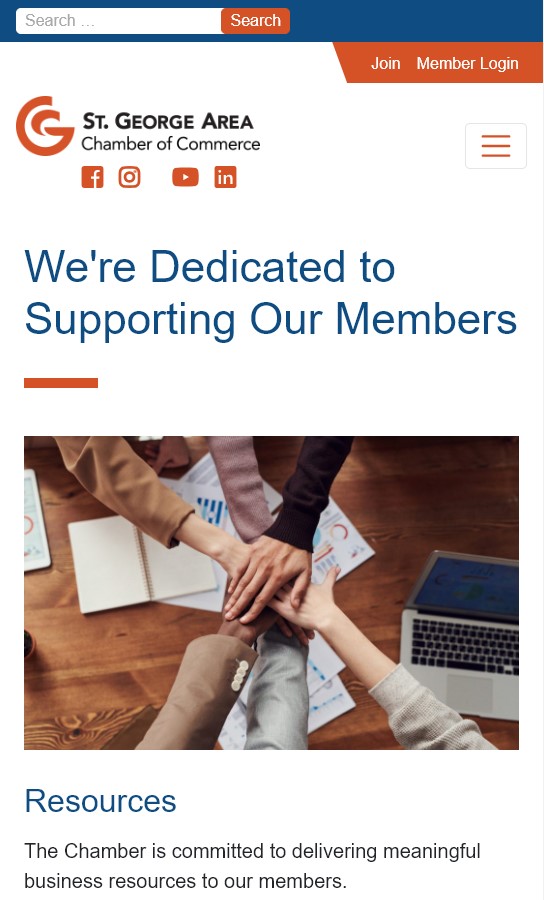 Search …
Search
Join
Member Login
ST. GEORGE AREA
Chamber of Commerce
We're Dedicated to
Supporting Our Members
Resources
The Chamber is committed to delivering meaningful
business resources to our members.